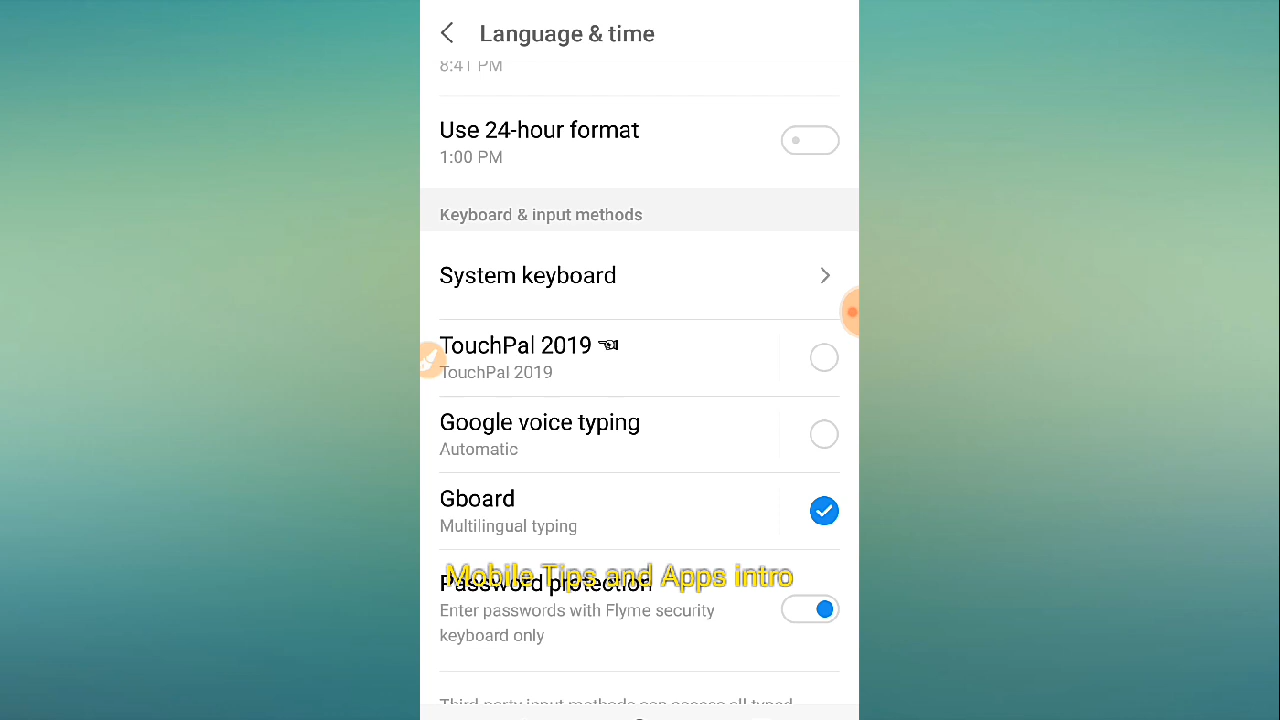 Language & time
8:41 PM
Use 24-hour format
1:00 PM
Keyboard & input methods
System keyboard
TouchPal 2019 ☜
TouchPal 2019
Google voice typing
Automatic
Gboard
Multilingual typing
Mobile Tips and Apps intro
Password protection
Enter passwords with Flyme security
keyboard only
Third-party input methods can access all typed